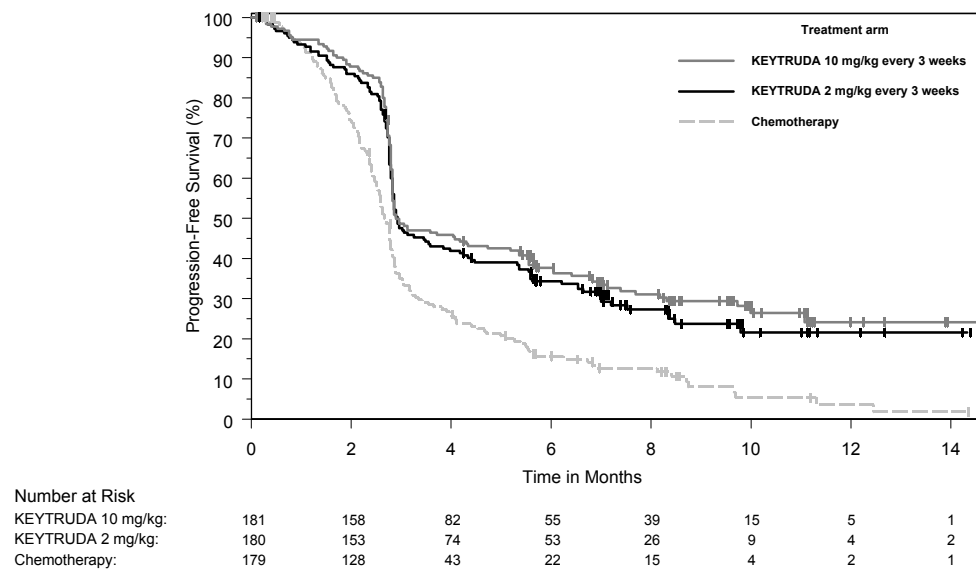 100
90
80
70
60
50
40
30
20
10
0
Progression-Free Survival (%)
Treatment arm
KEYTRUDA 10 mg/kg every 3 weeks
KEYTRUDA 2 mg/kg every 3 weeks
Chemotherapy
0 2 4 6 8 10 12 14
Time in Months
Number at Risk
KEYTRUDA 10 mg/kg: 181 158 82 55 39 15 5 1
KEYTRUDA 2 mg/kg: 180 153 74 53 26 9 4 2
Chemotherapy: 179 128 43 22 15 4 2 1